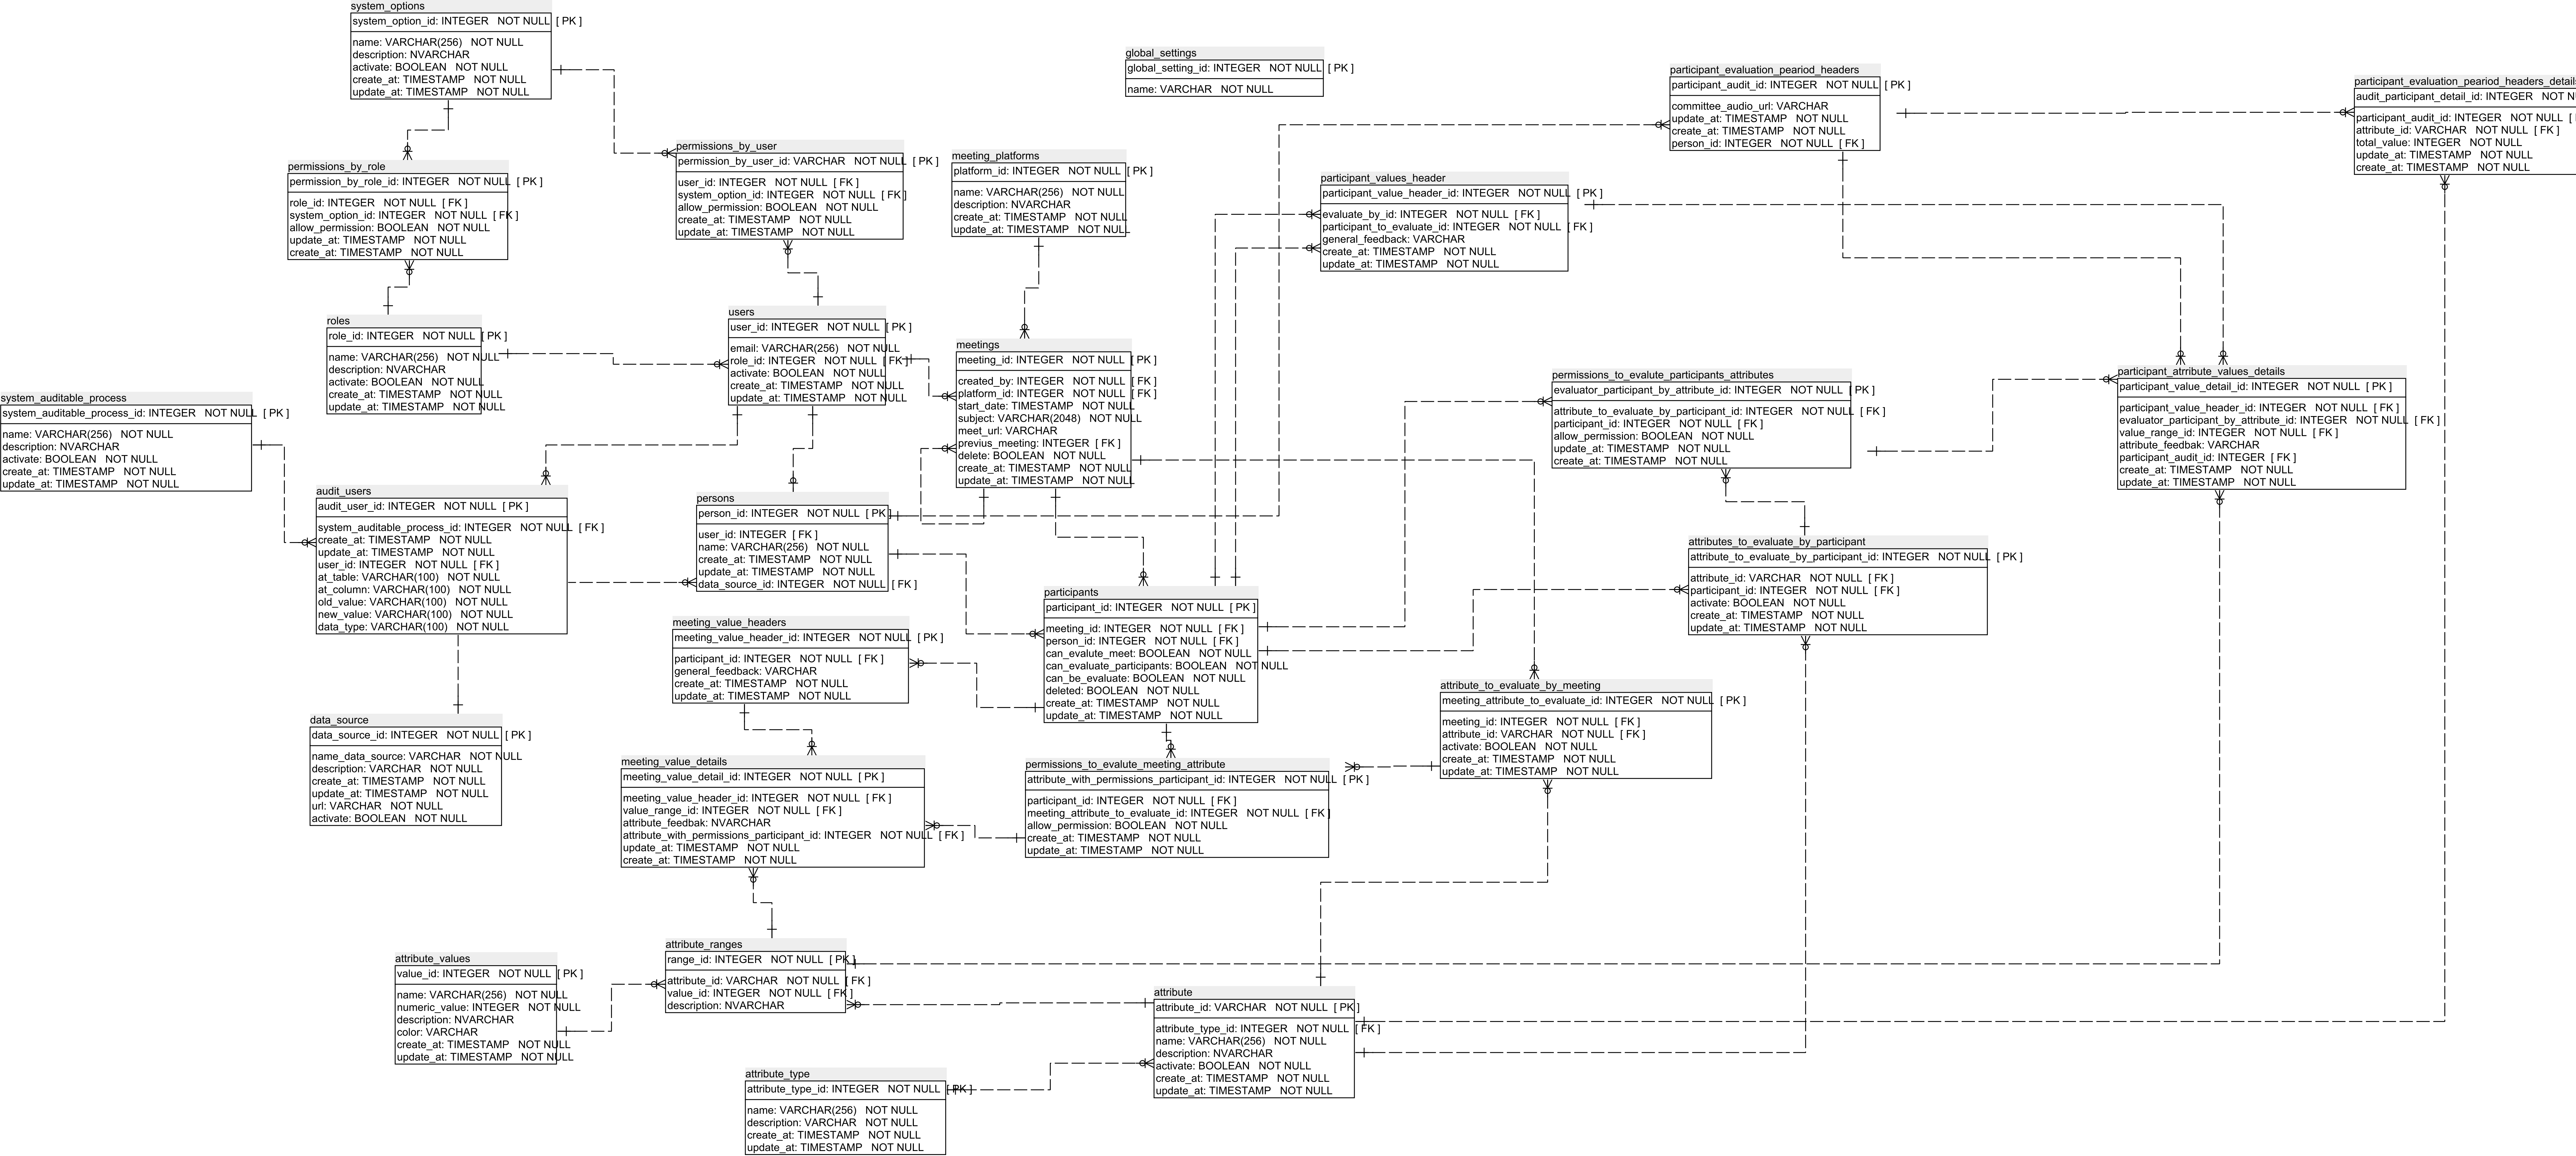 system_options
system_option_id: INTEGER NOT NULL [ PK ]
name: VARCHAR(256) NOT NULL
description: NVARCHAR
activate: BOOLEAN NOT NULL
create_at: TIMESTAMP NOT NULL
update_at: TIMESTAMP NOT NULL
global_settings
global_setting_id: INTEGER NOT NULL [ PK ]
name: VARCHAR NOT NULL
participant_evaluation_peariod_headers
participant_audit_id: INTEGER NOT NULL [ PK ]
committee_audio_url: VARCHAR
update_at: TIMESTAMP NOT NULL
create_at: TIMESTAMP NOT NULL
person_id: INTEGER NOT NULL [ FK ]
participant_evaluation_peariod_headers_details
audit_participant_detail_id: INTEGER NOT N
participant_audit_id: INTEGER NOT NULL [
attribute_id: VARCHAR NOT NULL [ FK ]
total_value: INTEGER NOT NULL
update_at: TIMESTAMP NOT NULL
create_at: TIMESTAMP NOT NULL
permissions_by_role
permission_by_role_id: INTEGER NOT NULL [ PK ]
role_id: INTEGER NOT NULL [ FK ]
system_option_id: INTEGER NOT NULL [ FK ]
allow_permission: BOOLEAN NOT NULL
update_at: TIMESTAMP NOT NULL
create_at: TIMESTAMP NOT NULL
permissions_by_user
permission_by_user_id: VARCHAR NOT NULL [ PK ]
user_id: INTEGER NOT NULL [ FK ]
system_option_id: INTEGER NOT NULL [ FK ]
allow_permission: BOOLEAN NOT NULL
create_at: TIMESTAMP NOT NULL
update_at: TIMESTAMP NOT NULL
meeting_platforms
platform_id: INTEGER NOT NULL [ PK ]
name: VARCHAR(256) NOT NULL
description: NVARCHAR
create_at: TIMESTAMP NOT NULL
update_at: TIMESTAMP NOT NULL
participant_values_header
participant_value_header_id: INTEGER NOT NULL [ PK ]
evaluate_by_id: INTEGER NOT NULL [ FK ]
participant_to_evaluate_id: INTEGER NOT NULL [ FK ]
general_feedback: VARCHAR
create_at: TIMESTAMP NOT NULL
update_at: TIMESTAMP NOT NULL
roles
role_id: INTEGER NOT NULL [ PK ]
name: VARCHAR(256) NOT NULL
description: NVARCHAR
activate: BOOLEAN NOT NULL
create_at: TIMESTAMP NOT NULL
update_at: TIMESTAMP NOT NULL
users
user_id: INTEGER NOT NULL [ PK ]
email: VARCHAR(256) NOT NULL
role_id: INTEGER NOT NULL [ FK ]
activate: BOOLEAN NOT NULL
create_at: TIMESTAMP NOT NULL
update_at: TIMESTAMP NOT NULL
meetings
meeting_id: INTEGER NOT NULL [ PK ]
created_by: INTEGER NOT NULL [ FK ]
platform_id: INTEGER NOT NULL [ FK ]
start_date: TIMESTAMP NOT NULL
subject: VARCHAR(2048) NOT NULL
meet_url: VARCHAR
previus_meeting: INTEGER [ FK ]
delete: BOOLEAN NOT NULL
create_at: TIMESTAMP NOT NULL
update_at: TIMESTAMP NOT NULL
permissions_to_evalute_participants_attributes
evaluator_participant_by_attribute_id: INTEGER NOT NULL [ PK ]
attribute_to_evaluate_by_participant_id: INTEGER NOT NULL [ FK ]
participant_id: INTEGER NOT NULL [ FK ]
allow_permission: BOOLEAN NOT NULL
update_at: TIMESTAMP NOT NULL
create_at: TIMESTAMP NOT NULL
participant_atrribute_values_details
participant_value_detail_id: INTEGER NOT NULL [ PK ]
participant_value_header_id: INTEGER NOT NULL [ FK ]
evaluator_participant_by_attribute_id: INTEGER NOT NULL [ FK ]
value_range_id: INTEGER NOT NULL [ FK ]
attribute_feedbak: VARCHAR
participant_audit_id: INTEGER [ FK ]
create_at: TIMESTAMP NOT NULL
update_at: TIMESTAMP NOT NULL
system_auditable_process
system_auditable_process_id: INTEGER NOT NULL [ PK ]
name: VARCHAR(256) NOT NULL
description: NVARCHAR
activate: BOOLEAN NOT NULL
create_at: TIMESTAMP NOT NULL
update_at: TIMESTAMP NOT NULL
audit_users
audit_user_id: INTEGER NOT NULL [ PK ]
system_auditable_process_id: INTEGER NOT NULL [ FK ]
create_at: TIMESTAMP NOT NULL
update_at: TIMESTAMP NOT NULL
user_id: INTEGER NOT NULL [ FK ]
at_table: VARCHAR(100) NOT NULL
at_column: VARCHAR(100) NOT NULL
old_value: VARCHAR(100) NOT NULL
new_value: VARCHAR(100) NOT NULL
data_type: VARCHAR(100) NOT NULL
persons
person_id: INTEGER NOT NULL [ PK ]
user_id: INTEGER [ FK ]
name: VARCHAR(256) NOT NULL
create_at: TIMESTAMP NOT NULL
update_at: TIMESTAMP NOT NULL
data_source_id: INTEGER NOT NULL [ FK ]
attributes_to_evaluate_by_participant
attribute_to_evaluate_by_participant_id: INTEGER NOT NULL [ PK ]
attribute_id: VARCHAR NOT NULL [ FK ]
participant_id: INTEGER NOT NULL [ FK ]
activate: BOOLEAN NOT NULL
create_at: TIMESTAMP NOT NULL
update_at: TIMESTAMP NOT NULL
participants
participant_id: INTEGER NOT NULL [ PK ]
meeting_id: INTEGER NOT NULL [ FK ]
person_id: INTEGER NOT NULL [ FK ]
can_evaluate_meet: BOOLEAN NOT NULL
can_evaluate_participants: BOOLEAN NOT NULL
can_be_evaluate: BOOLEAN NOT NULL
deleted: BOOLEAN NOT NULL
create_at: TIMESTAMP NOT NULL
update_at: TIMESTAMP NOT NULL
meeting_value_headers
meeting_value_header_id: INTEGER NOT NULL [ PK ]
participant_id: INTEGER NOT NULL [ FK ]
general_feedback: VARCHAR
create_at: TIMESTAMP NOT NULL
update_at: TIMESTAMP NOT NULL
attribute_to_evaluate_by_meeting
meeting_attribute_to_evaluate_id: INTEGER NOT NULL [ PK ]
meeting_id: INTEGER NOT NULL [ FK ]
attribute_id: VARCHAR NOT NULL [ FK ]
activate: BOOLEAN NOT NULL
create_at: TIMESTAMP NOT NULL
update_at: TIMESTAMP NOT NULL
data_source
data_source_id: INTEGER NOT NULL [ PK ]
name_data_source: VARCHAR NOT NULL
description: VARCHAR NOT NULL
create_at: TIMESTAMP NOT NULL
update_at: TIMESTAMP NOT NULL
url: VARCHAR NOT NULL
activate: BOOLEAN NOT NULL
meeting_value_details
meeting_value_detail_id: INTEGER NOT NULL [ PK ]
meeting_value_header_id: INTEGER NOT NULL [ FK ]
value_range_id: INTEGER NOT NULL [ FK ]
attribute_feedbak: NVARCHAR
attribute_with_permissions_participant_id: INTEGER NOT NULL [ FK ]
update_at: TIMESTAMP NOT NULL
create_at: TIMESTAMP NOT NULL
permissions_to_evalute_meeting_attribute
attribute_with_permissions_participant_id: INTEGER NOT NULL [ PK ]
participant_id: INTEGER NOT NULL [ FK ]
meeting_attribute_to_evaluate_id: INTEGER NOT NULL [ FK ]
allow_permission: BOOLEAN NOT NULL
create_at: TIMESTAMP NOT NULL
update_at: TIMESTAMP NOT NULL
attribute_values
value_id: INTEGER NOT NULL [ PK ]
name: VARCHAR(256) NOT NULL
numeric_value: INTEGER NOT NULL
description: NVARCHAR
color: VARCHAR
create_at: TIMESTAMP NOT NULL
update_at: TIMESTAMP NOT NULL
attribute_ranges
range_id: INTEGER NOT NULL [ PK ]
attribute_id: VARCHAR NOT NULL [ FK ]
value_id: INTEGER NOT NULL [ FK ]
description: NVARCHAR
attribute
attribute_id: VARCHAR NOT NULL [ PK ]
attribute_type_id: INTEGER NOT NULL [ FK ]
name: VARCHAR(256) NOT NULL
description: NVARCHAR
activate: BOOLEAN NOT NULL
create_at: TIMESTAMP NOT NULL
update_at: TIMESTAMP NOT NULL
attribute_type
attribute_type_id: INTEGER NOT NULL [ PK ]
name: VARCHAR(256) NOT NULL
description: VARCHAR NOT NULL
create_at: TIMESTAMP NOT NULL
update_at: TIMESTAMP NOT NULL